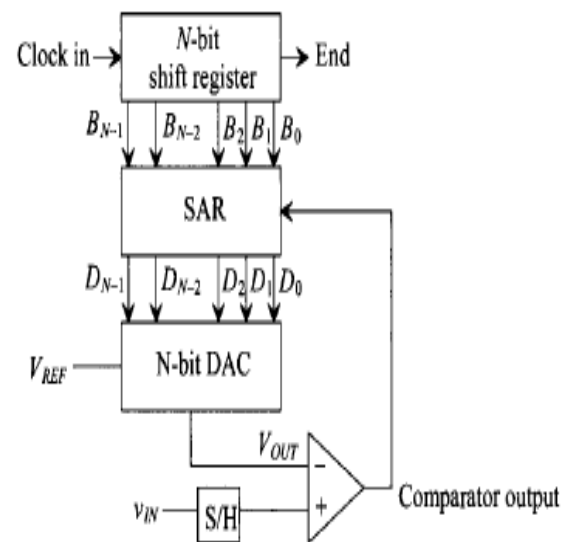 Clock in
N-bit
shift register
End
B_{N-1} B_{N-2} B_2 B_1 B_0
SAR
D_{N-1} D_{N-2} D_2 D_1 D_0
V_{REF}
N-bit DAC
V_{OUT}
-
v_{IN}
S/H
+
Comparator output